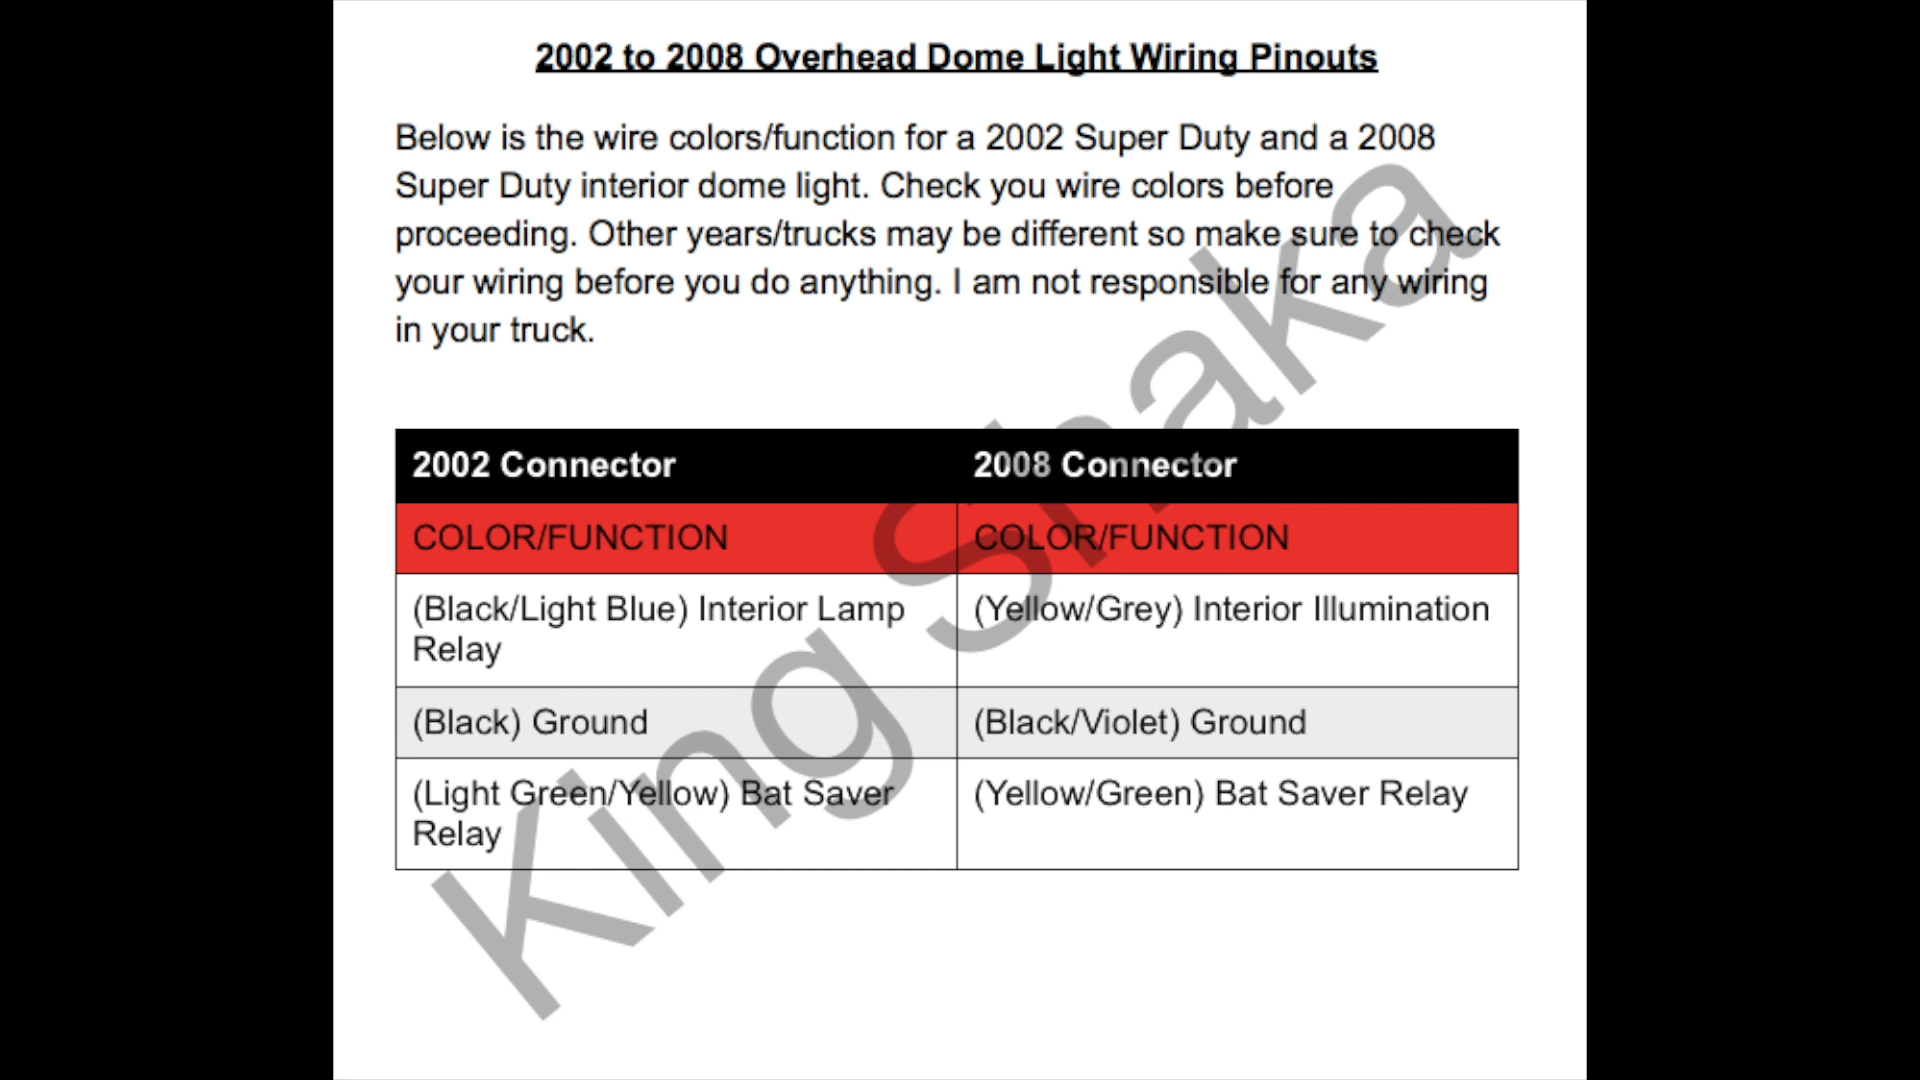 2002 to 2008 Overhead Dome Light Wiring Pinouts
Below is the wire colors/function for a 2002 Super Duty and a 2008
Super Duty interior dome light. Check you wire colors before
proceeding. Other years/trucks may be different so make sure to check
your wiring before you do anything. I am not responsible for any wiring
in your truck.
2002 Connector
2008 Connector
COLOR/FUNCTION
COLOR/FUNCTION
(Black/Light Blue) Interior Lamp
Relay
(Yellow/Grey) Interior Illumination
(Black) Ground
(Black/Violet) Ground
(Light Green/Yellow) Bat Saver
Relay
(Yellow/Green) Bat Saver Relay
King Shaka